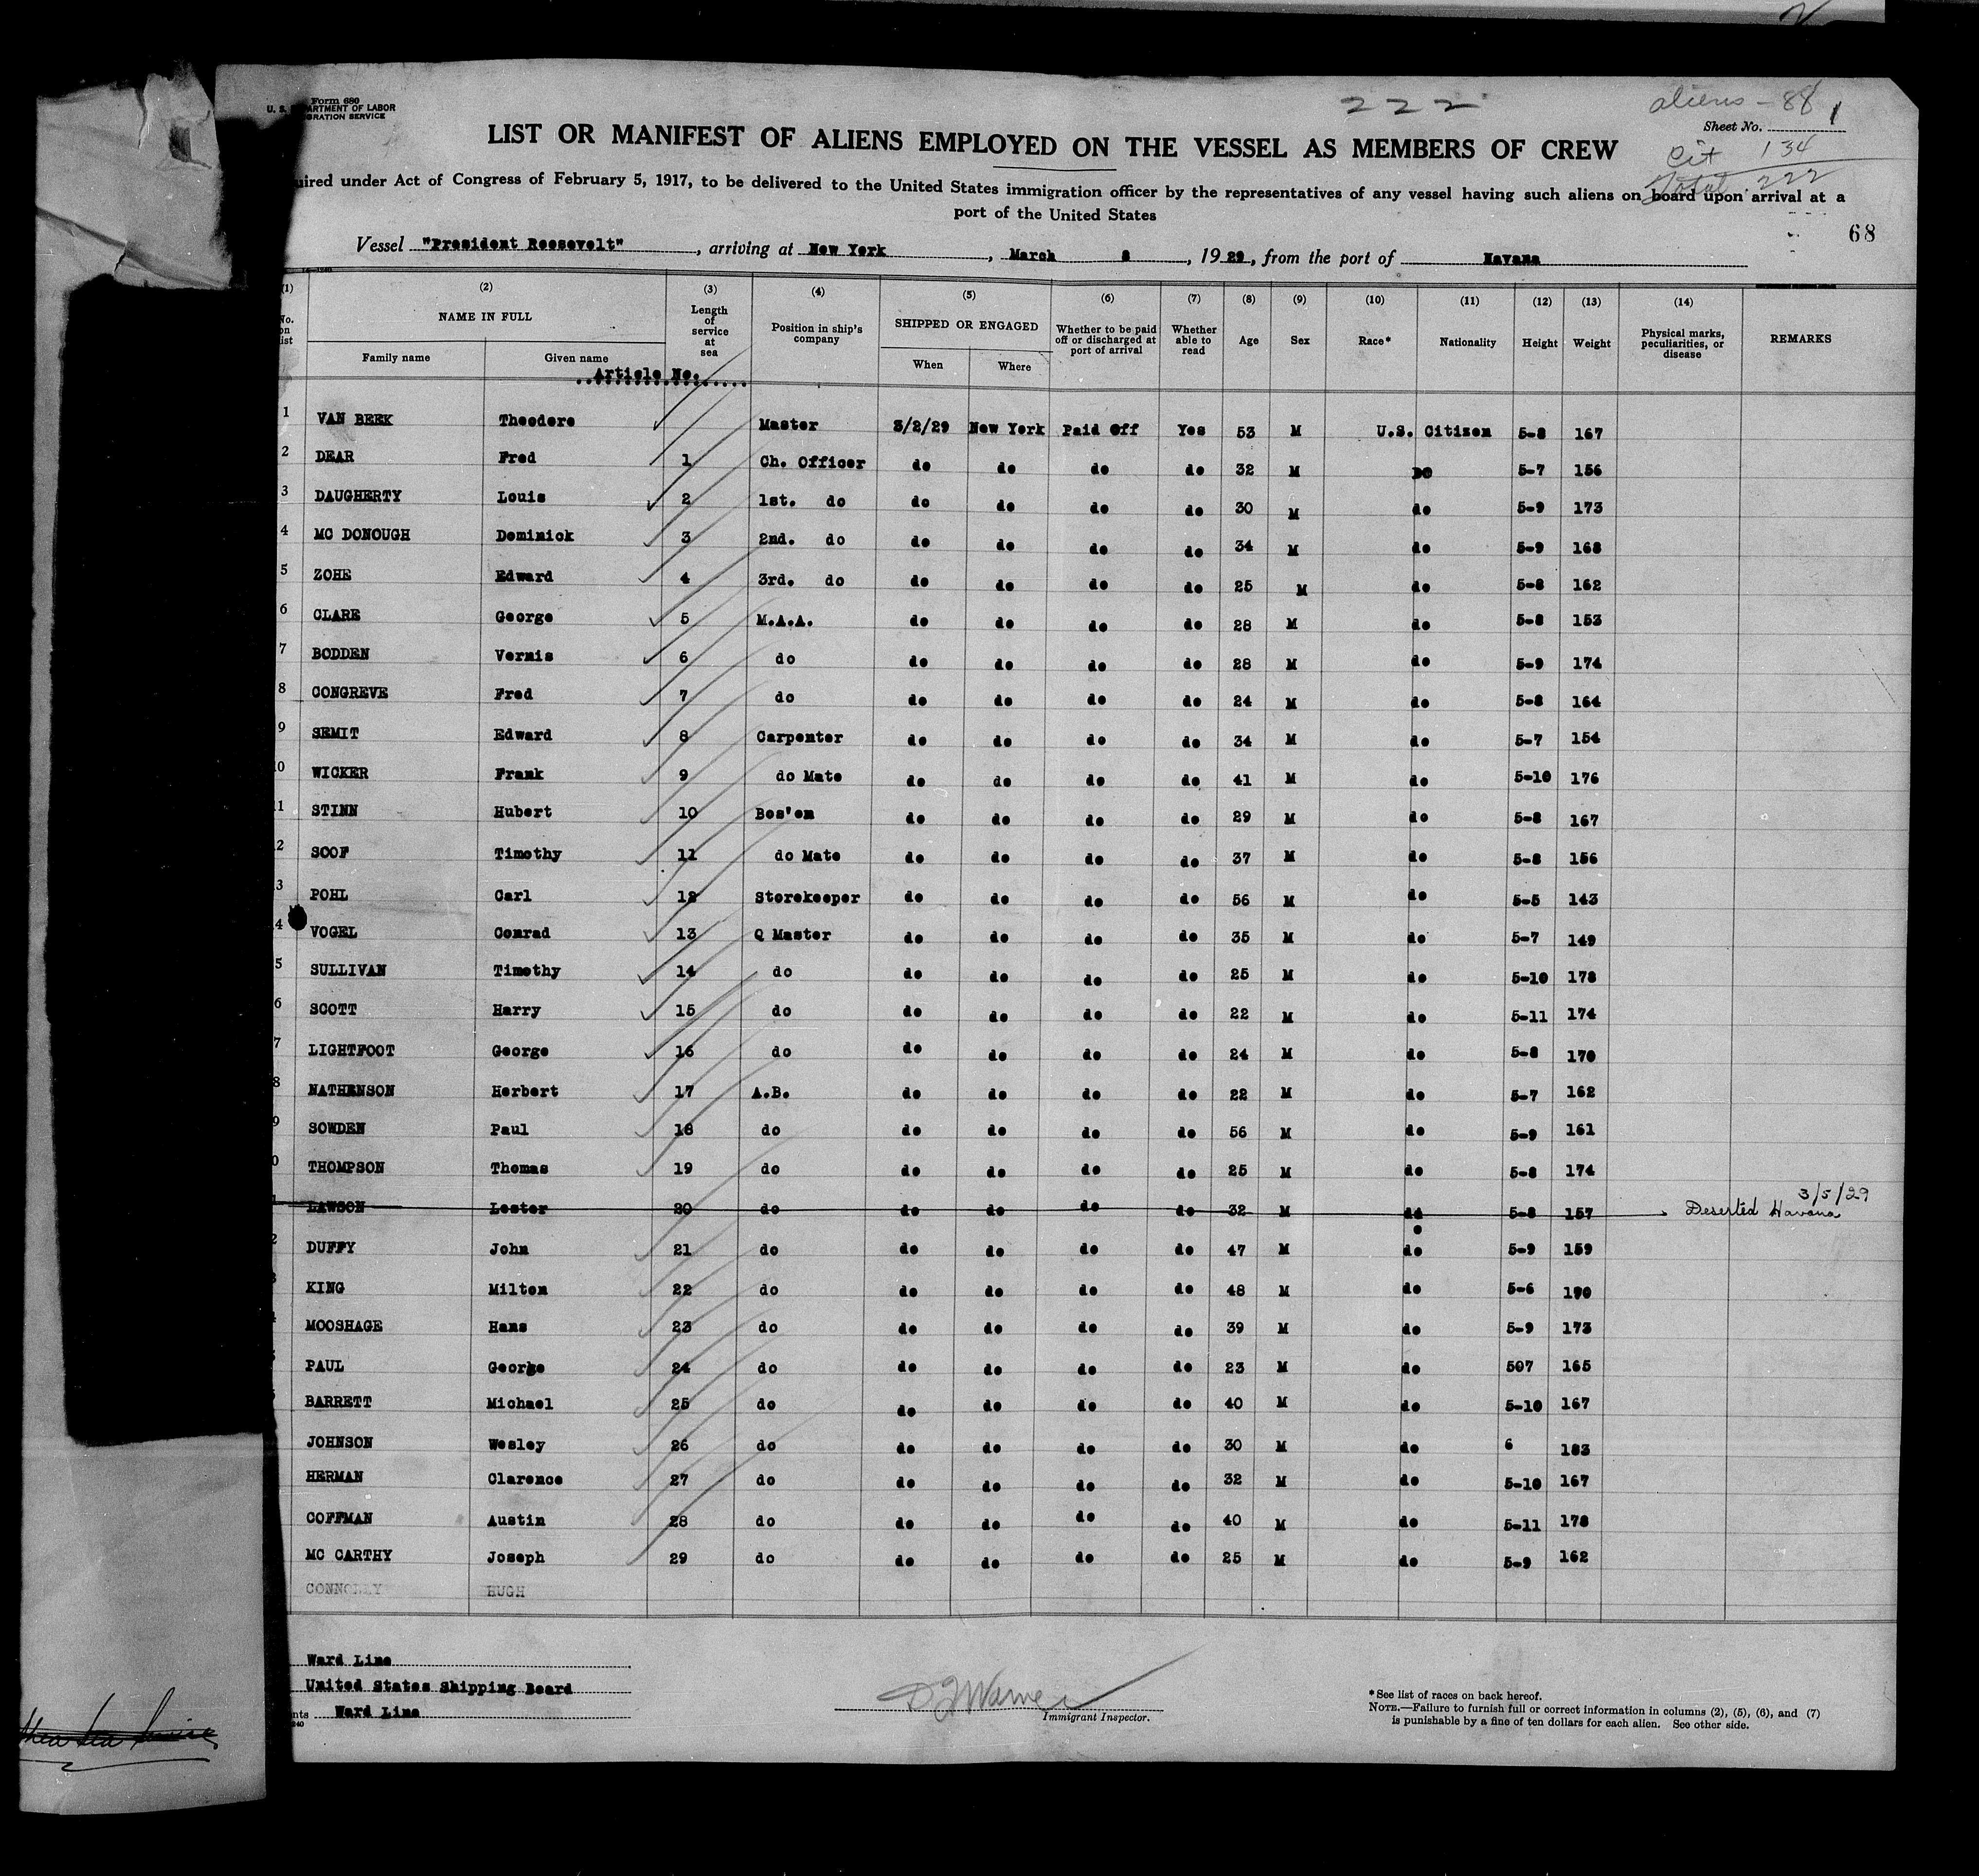 Form 680
U. S. DEPARTMENT OF LABOR
IMMIGRATION SERVICE
222
aliens - 88
Sheet No. 1
LIST OR MANIFEST OF ALIENS EMPLOYED ON THE VESSEL AS MEMBERS OF CREW
Cit 134
Total 222
uired under Act of Congress of February 5, 1917, to be delivered to the United States immigration officer by the representatives of any vessel having such aliens on board upon arrival at a
port of the United States
68
Vessel "President Roosevelt", arriving at New York, March 8, 1929, from the port of Havana
(1) (2) (3) (4) (5) (6) (7) (8) (9) (10) (11) (12) (13) (14)
No. on list NAME IN FULL Length of service at sea Position in ship's company SHIPPED OR ENGAGED Whether to be paid off or discharged at port of arrival Whether able to read Age Sex Race* Nationality Height Weight Physical marks, peculiarities, or disease REMARKS
Family name Given name When Where
Article No.
1 VAN BEEK Theodore Master 3/2/29 New York Paid Off Yes 53 M U.S. Citizen 5-8 167
2 DEAR Fred 1 Ch. Officer do do do do 32 M Do 5-7 156
3 DAUGHERTY Louis 2 1st. do do do do do 30 M do 5-9 173
4 MC DONOUGH Dominick 3 2nd. do do do do do 34 M do 5-9 168
5 ZOHE Edward 4 3rd. do do do do do 25 M do 5-8 162
6 CLARE George 5 M.A.A. do do do do 28 M do 5-8 153
7 BODDEN Vernis 6 do do do do do 28 M do 5-9 174
8 CONGREVE Fred 7 do do do do do 24 M do 5-8 164
9 SEMIT Edward 8 Carpenter do do do do 34 M do 5-7 154
10 WICKER Frank 9 do Mate do do do do 41 M do 5-10 176
11 STINN Hubert 10 Bos'on do do do do 29 M do 5-8 167
2 SOOF Timothy 11 do Mate do do do do 37 M do 5-8 156
3 POHL Carl 12 Storekeeper do do do do 56 M do 5-5 143
4 VOGEL Conrad 13 Q Master do do do do 35 M do 5-7 149
5 SULLIVAN Timothy 14 do do do do do 25 M do 5-10 178
6 SCOTT Harry 15 do do do do do 22 M do 5-11 174
7 LIGHTFOOT George 16 do do do do do 24 M do 5-8 170
8 NATHENSON Herbert 17 A.B. do do do do 22 M do 5-7 162
9 SOWDEN Paul 18 do do do do do 56 M do 5-9 161
0 THOMPSON Thomas 19 do do do do do 25 M do 5-8 174
LAWSON Lester 20 do do do do do 32 M do 5-8 157 Deserted Havana 3/5/29
2 DUFFY John 21 do do do do do 47 M do 5-9 159
KING Milton 22 do do do do do 48 M do 5-6 190
MOOSHAGE Hans 23 do do do do do 39 M do 5-9 173
PAUL George 24 do do do do do 23 M do 507 165
BARRETT Michael 25 do do do do do 40 M do 5-10 167
JOHNSON Wesley 26 do do do do do 30 M do 6 183
HERMAN Clarence 27 do do do do do 32 M do 5-10 167
COFFMAN Austin 28 do do do do do 40 M do 5-11 178
MC CARTHY Joseph 29 do do do do do 25 M do 5-9 162
CONNOLLY HUGH
Ward Line
United States Shipping Board
nts Ward Line
Immigrant Inspector.
*See list of races on back hereof.
NOTE.—Failure to furnish full or correct information in columns (2), (5), (6), and (7)
is punishable by a fine of ten dollars for each alien. See other side.